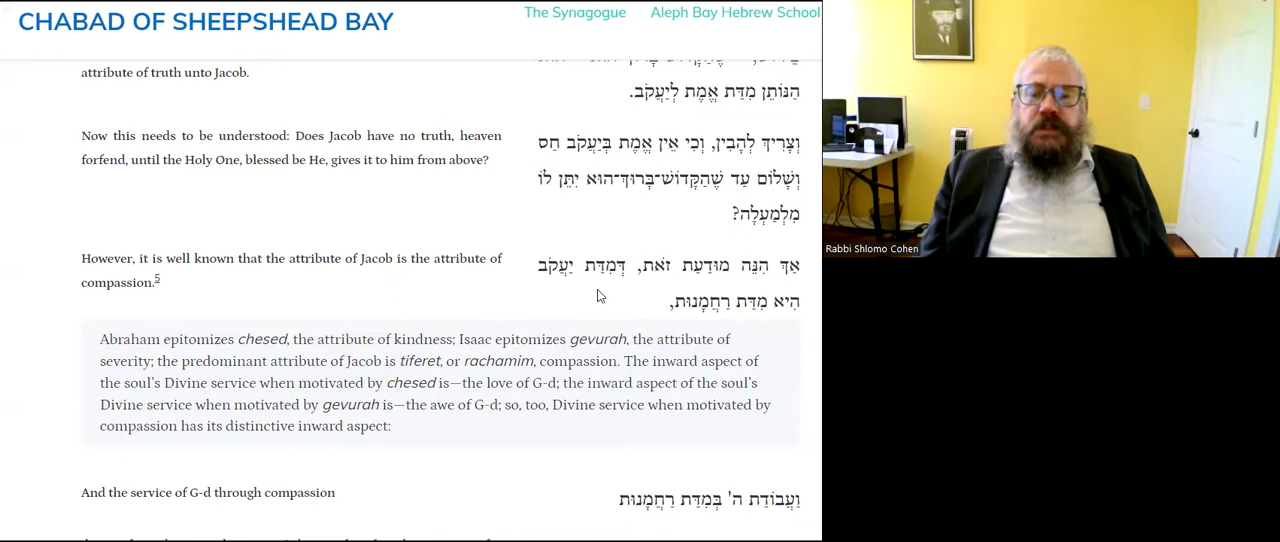 CHABAD OF SHEEPSHEAD BAY
The Synagogue Aleph Bay Hebrew School
attribute of truth unto Jacob.
הַנּוֹתֵן מִדַּת אֱמֶת לְיַעֲקֹב.
Now this needs to be understood: Does Jacob have no truth, heaven
forfend, until the Holy One, blessed be He, gives it to him from above?
וְצָרִיךְ לְהָבִין, וְכִי אֵין אֱמֶת בְּיַעֲקֹב חַס
וְשָׁלוֹם עַד שֶׁהַקָּדוֹשׁ־בָּרוּךְ־הוּא יִתֵּן לוֹ
מִלְמַעְלָה?
However, it is well known that the attribute of Jacob is the attribute of
compassion.5
אַךְ הִנֵּה מוּדַעַת זֹאת, דְּמִדַּת יַעֲקֹב
הִיא מִדַּת רַחֲמָנוּת,
Abraham epitomizes chesed, the attribute of kindness; Isaac epitomizes gevurah, the attribute of
severity; the predominant attribute of Jacob is tiferet, or rachamim, compassion. The inward aspect of
the soul’s Divine service when motivated by chesed is—the love of G-d; the inward aspect of the soul’s
Divine service when motivated by gevurah is—the awe of G-d; so, too, Divine service when motivated by
compassion has its distinctive inward aspect:
And the service of G-d through compassion
וַעֲבוֹדַת ה' בְּמִדַּת רַחֲמָנוּת
Rabbi Shlomo Cohen